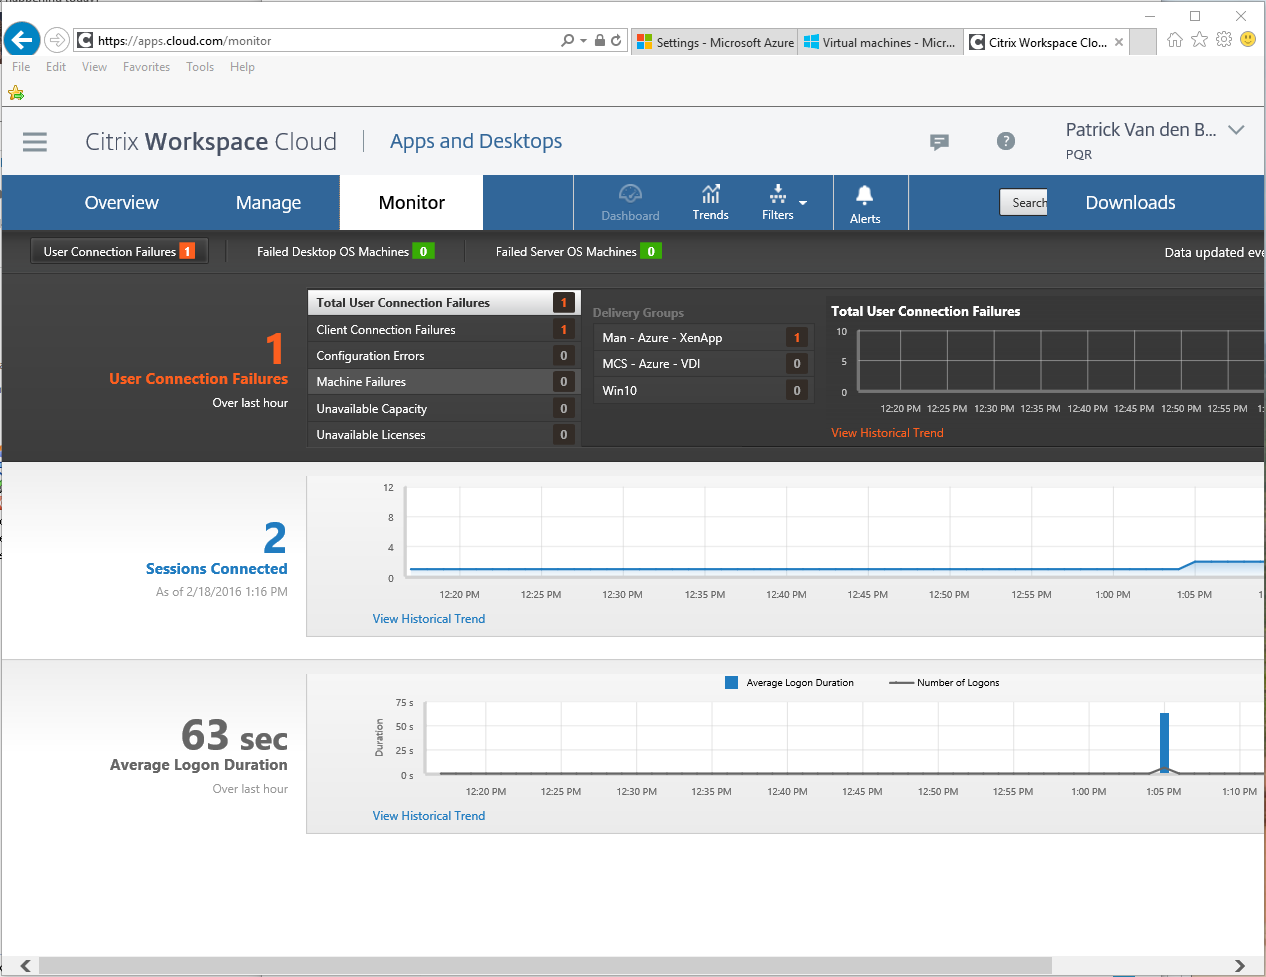 https://apps.cloud.com/monitor
Settings - Microsoft Azure
Virtual machines - Micr...
Citrix Workspace Clo...
File Edit View Favorites Tools Help
Citrix Workspace Cloud
Apps and Desktops
Patrick Van den B...
PQR
Overview
Manage
Monitor
Dashboard
Trends
Filters
Alerts
Search
Downloads
User Connection Failures 1
Failed Desktop OS Machines 0
Failed Server OS Machines 0
Data updated eve
1
User Connection Failures
Over last hour
Total User Connection Failures 1
Client Connection Failures 1
Configuration Errors 0
Machine Failures 0
Unavailable Capacity 0
Unavailable Licenses 0
Delivery Groups
Man - Azure - XenApp 1
MCS - Azure - VDI 0
Win10 0
Total User Connection Failures
10
5
0
12:20 PM 12:25 PM 12:30 PM 12:35 PM 12:40 PM 12:45 PM 12:50 PM 12:55 PM 1:
View Historical Trend
2
Sessions Connected
As of 2/18/2016 1:16 PM
12
8
4
0
12:20 PM 12:25 PM 12:30 PM 12:35 PM 12:40 PM 12:45 PM 12:50 PM 12:55 PM 1:00 PM 1:05 PM 1
View Historical Trend
63 sec
Average Logon Duration
Over last hour
Average Logon Duration
Number of Logons
Duration
75 s
50 s
25 s
0 s
12:20 PM 12:25 PM 12:30 PM 12:35 PM 12:40 PM 12:45 PM 12:50 PM 12:55 PM 1:00 PM 1:05 PM 1:10 PM
View Historical Trend